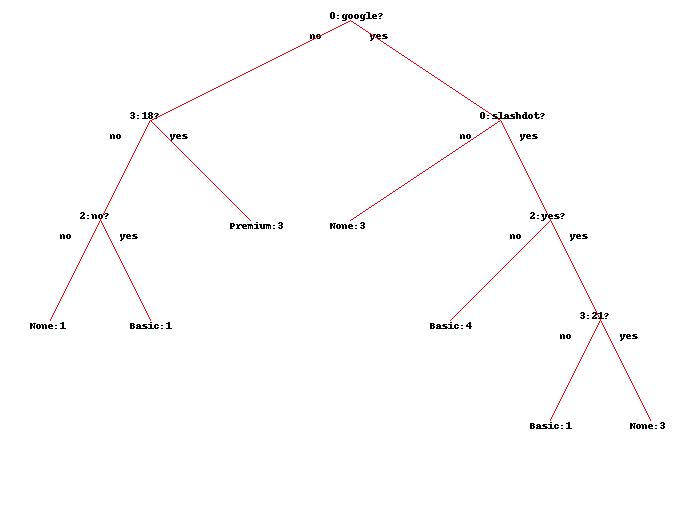 0:google?
no yes
3:18? 0:slashdot?
no yes no yes
2:no? 2:yes?
Premium:3 None:3
no yes no yes
3:21?
None:1 Basic:1 Basic:4
no yes
Basic:1 None:3